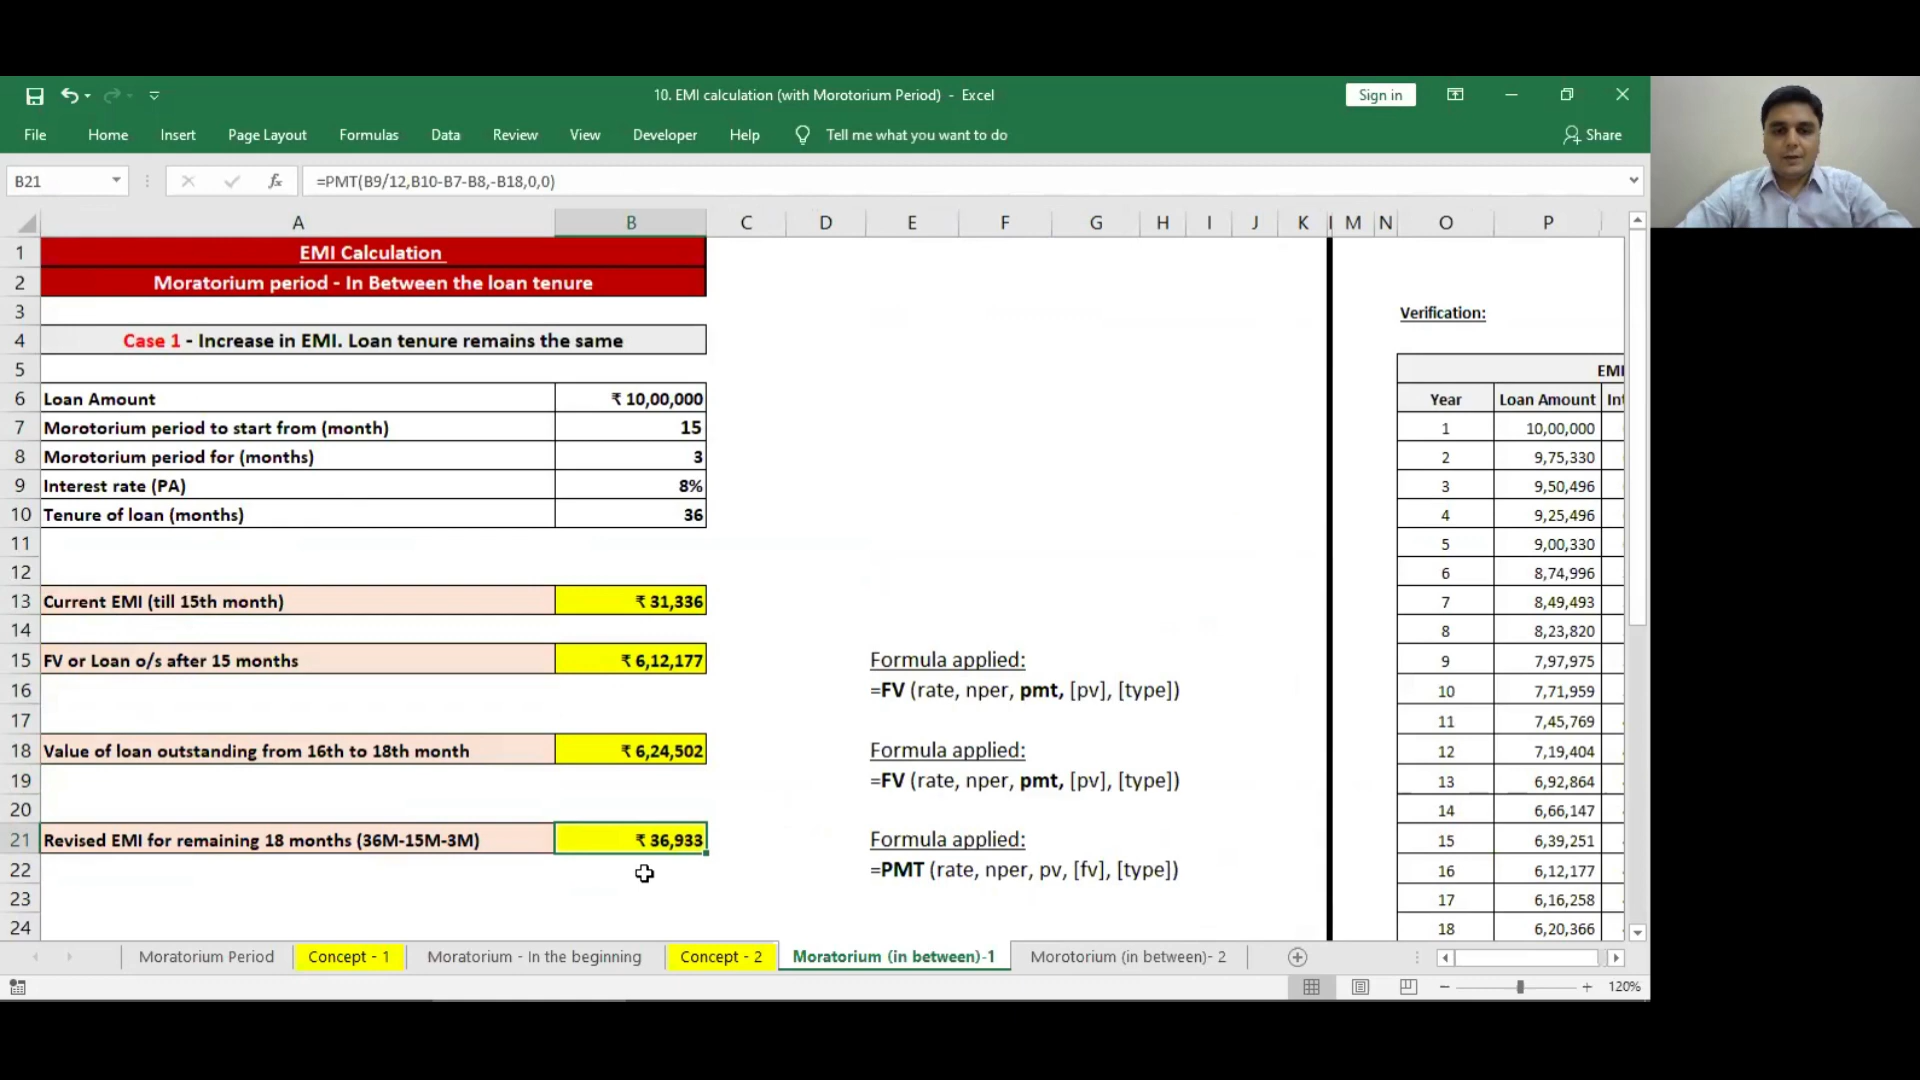 10. EMI calculation (with Morotorium Period) - Excel
Sign in
File Home Insert Page Layout Formulas Data Review View Developer Help Tell me what you want to do Share
B21 fx =PMT(B9/12,B10-B7-B8,-B18,0,0)
A B C D E F G H I J K M N O P
1 EMI Calculation
2 Moratorium period - In Between the loan tenure
3 Verification:
4 Case 1 - Increase in EMI. Loan tenure remains the same
5 EMI
6 Loan Amount ₹ 10,00,000 Year Loan Amount Int
7 Morotorium period to start from (month) 15 1 10,00,000
8 Morotorium period for (months) 3 2 9,75,330
9 Interest rate (PA) 8% 3 9,50,496
10 Tenure of loan (months) 36 4 9,25,496
11 5 9,00,330
12 6 8,74,996
13 Current EMI (till 15th month) ₹ 31,336 7 8,49,493
14 8 8,23,820
15 FV or Loan o/s after 15 months ₹ 6,12,177 Formula applied: 9 7,97,975
16 =FV (rate, nper, pmt, [pv], [type]) 10 7,71,959
17 11 7,45,769
18 Value of loan outstanding from 16th to 18th month ₹ 6,24,502 Formula applied: 12 7,19,404
19 =FV (rate, nper, pmt, [pv], [type]) 13 6,92,864
20 14 6,66,147
21 Revised EMI for remaining 18 months (36M-15M-3M) ₹ 36,933 Formula applied: 15 6,39,251
22 =PMT (rate, nper, pv, [fv], [type]) 16 6,12,177
23 17 6,16,258
24 18 6,20,366
Moratorium Period Concept - 1 Moratorium - In the beginning Concept - 2 Moratorium (in between)-1 Morotorium (in between)- 2
120%